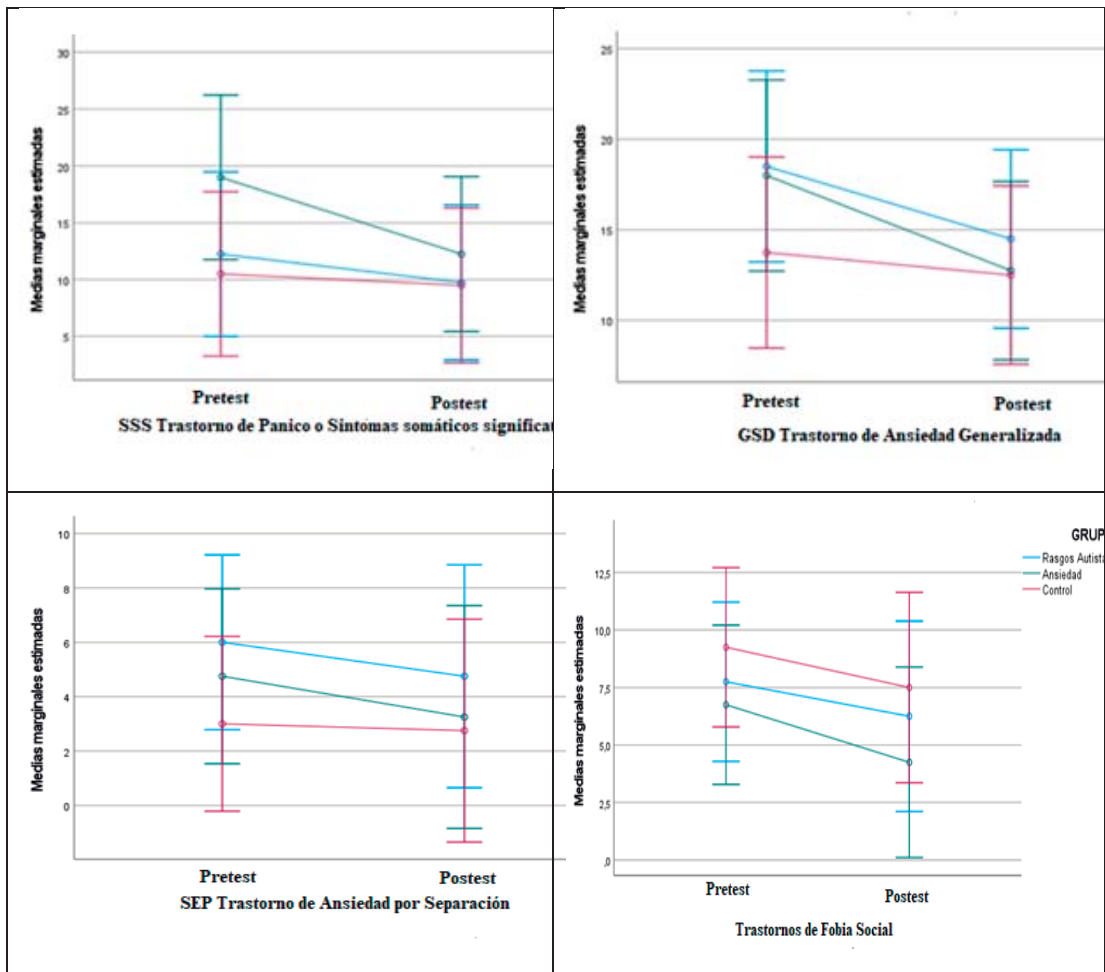 30
25
20
15
10
5
Medias marginales estimadas
Pretest
Postest
SSS Trastorno de Panico o Sintomas somáticos significat
25
20
15
10
Medias marginales estimadas
Pretest
Postest
GSD Trastorno de Ansiedad Generalizada
10
8
6
4
2
0
Medias marginales estimadas
Pretest
Postest
SEP Trastorno de Ansiedad por Separación
GRUP
Rasgos Autista
Ansiedad
Control
12,5
10,0
7,5
5,0
2,5
,0
Medias marginales estimadas
Pretest
Postest
Trastornos de Fobia Social